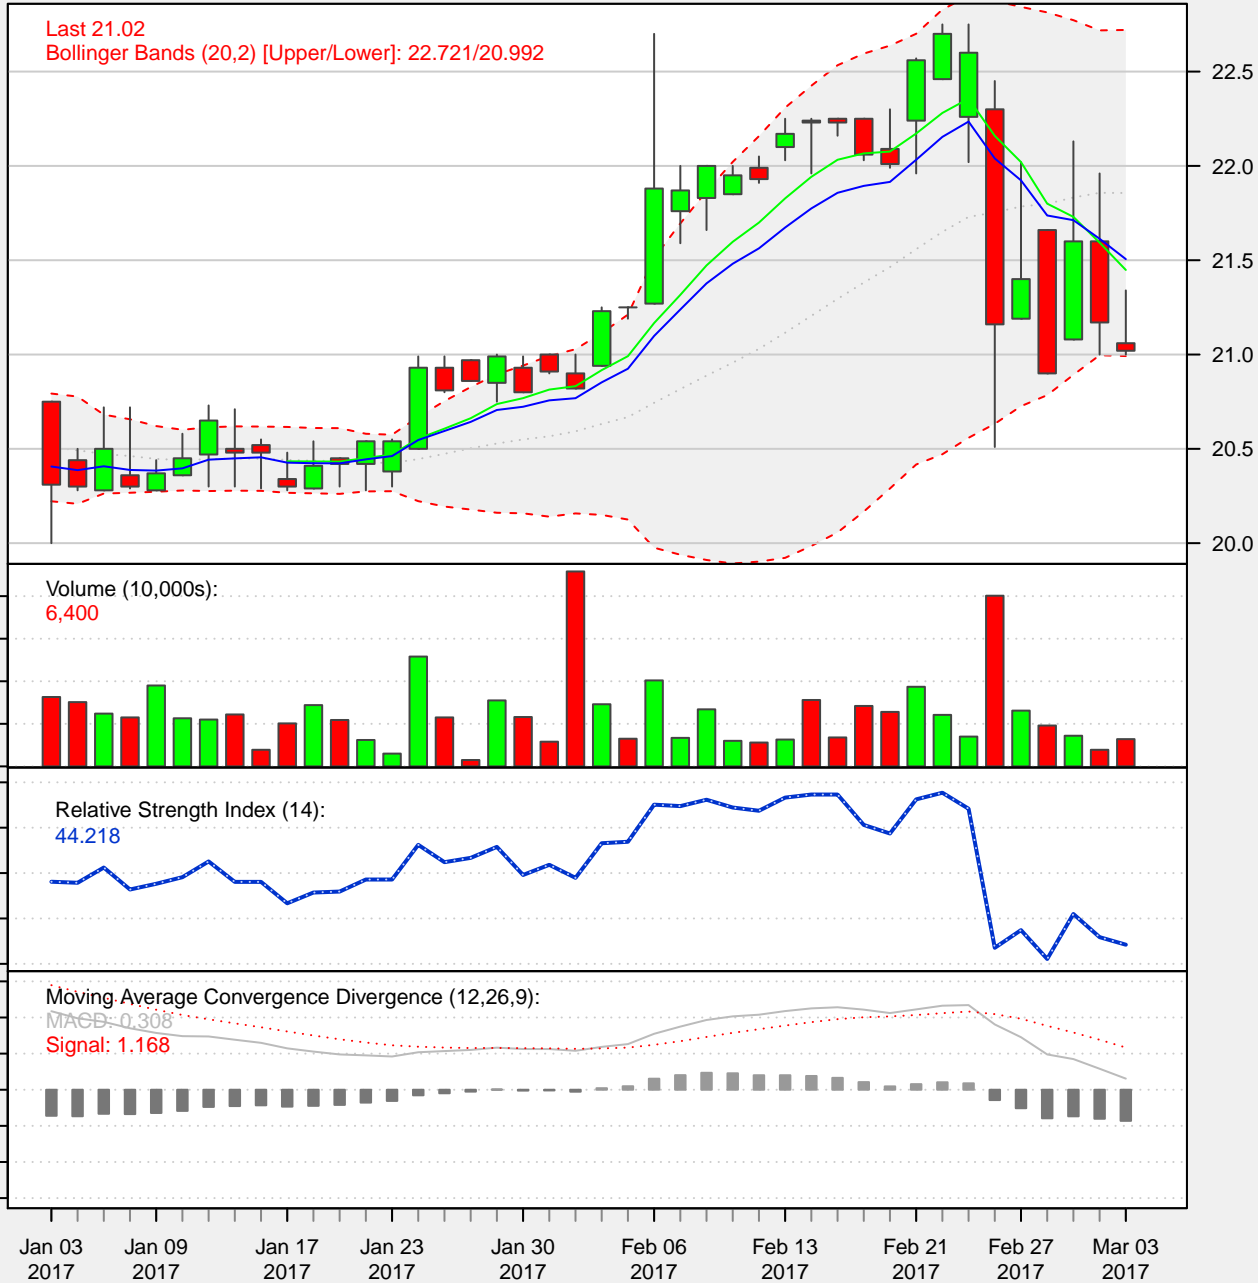 Last 21.02
Bollinger Bands (20,2) [Upper/Lower]: 22.721/20.992
22.5
22.0
21.5
21.0
20.5
20.0
Volume (10,000s):
6,400
Relative Strength Index (14):
44.218
Moving Average Convergence Divergence (12,26,9):
MACD: 0.308
Signal: 1.168
Jan 03 Jan 09 Jan 17 Jan 23 Jan 30 Feb 06 Feb 13 Feb 21 Feb 27 Mar 03
2017 2017 2017 2017 2017 2017 2017 2017 2017 2017